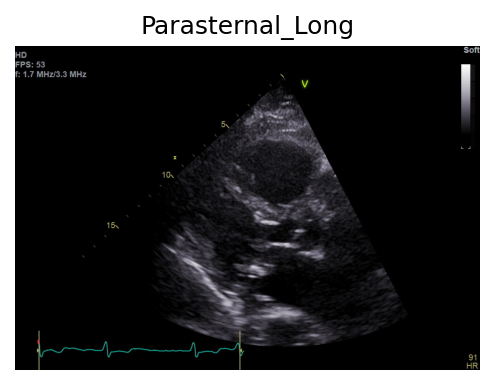 Parasternal_Long
HD
Soft
FPS: 53
f: 1.7 MHz/3.3 MHz
V
5
10
15
91
HR